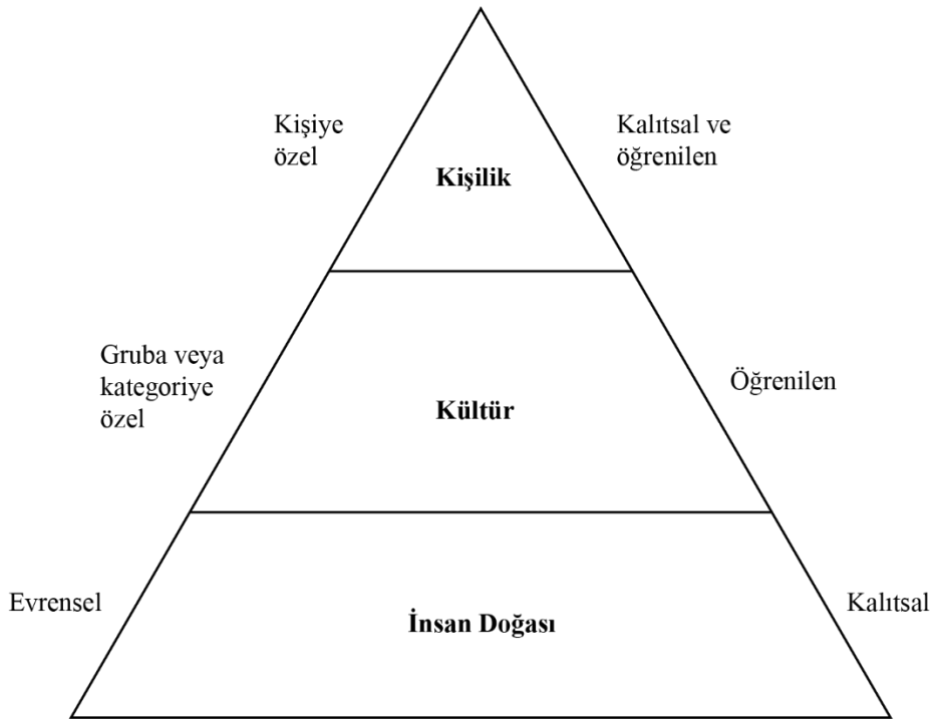 Kişiye
özel
Kalıtsal ve
öğrenilen
Kişilik
Gruba veya
kategoriye
özel
Öğrenilen
Kültür
Evrensel
Kalıtsal
İnsan Doğası